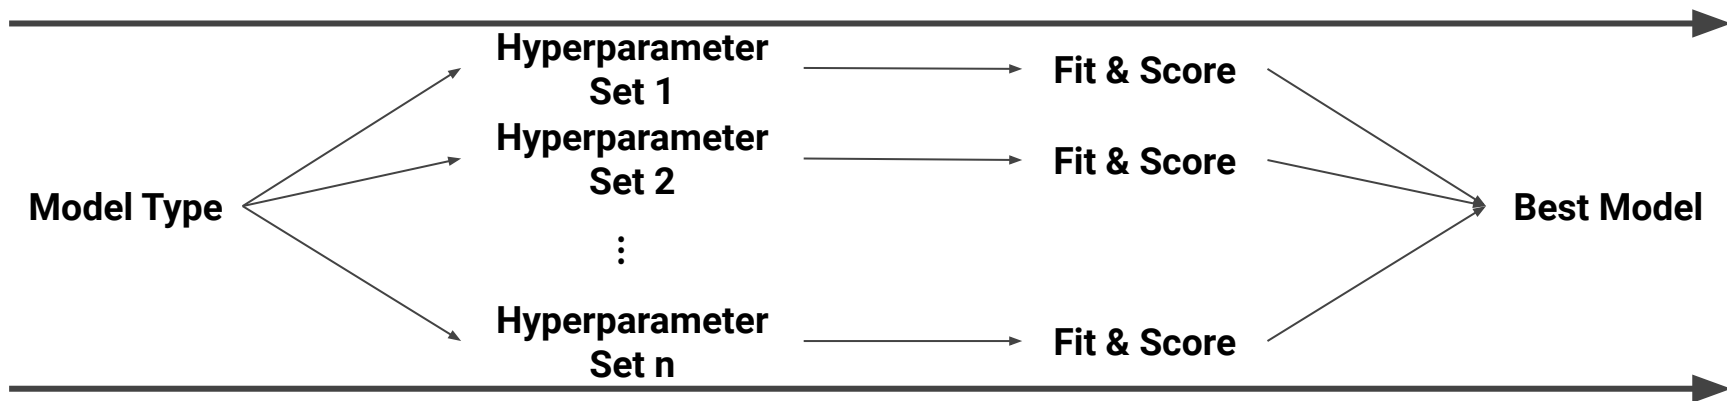 Hyperparameter
Set 1
Fit & Score
Hyperparameter
Set 2
Fit & Score
Model Type
Best Model
⋮
Hyperparameter
Set n
Fit & Score